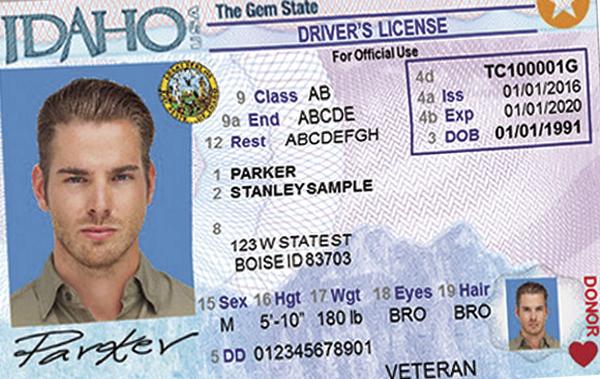 IDAHO USA
The Gem State
DRIVER'S LICENSE
For Official Use
4d TC100001G
4a Iss 01/01/2016
4b Exp 01/01/2020
3 DOB 01/01/1991
9 Class AB
9a End ABCDE
12 Rest ABCDEFGH
1 PARKER
2 STANLEY SAMPLE
8
123 W STATE ST
BOISE ID 83703
15 Sex 16 Hgt 17 Wgt 18 Eyes 19 Hair
M 5'-10" 180 lb BRO BRO
Parker
5 DD 012345678901
VETERAN
DONOR